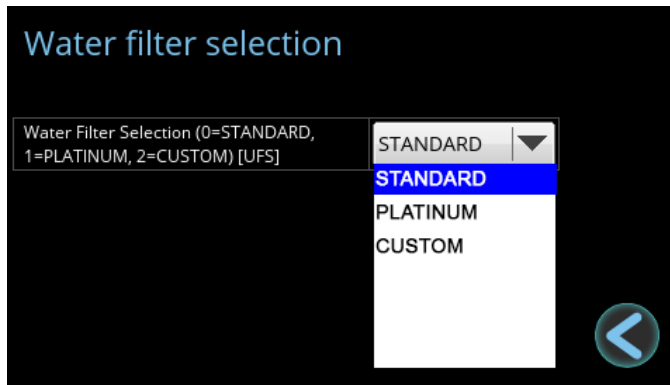 Water filter selection
Water Filter Selection (0=STANDARD,
1=PLATINUM, 2=CUSTOM) [UFS]
STANDARD
STANDARD
PLATINUM
CUSTOM